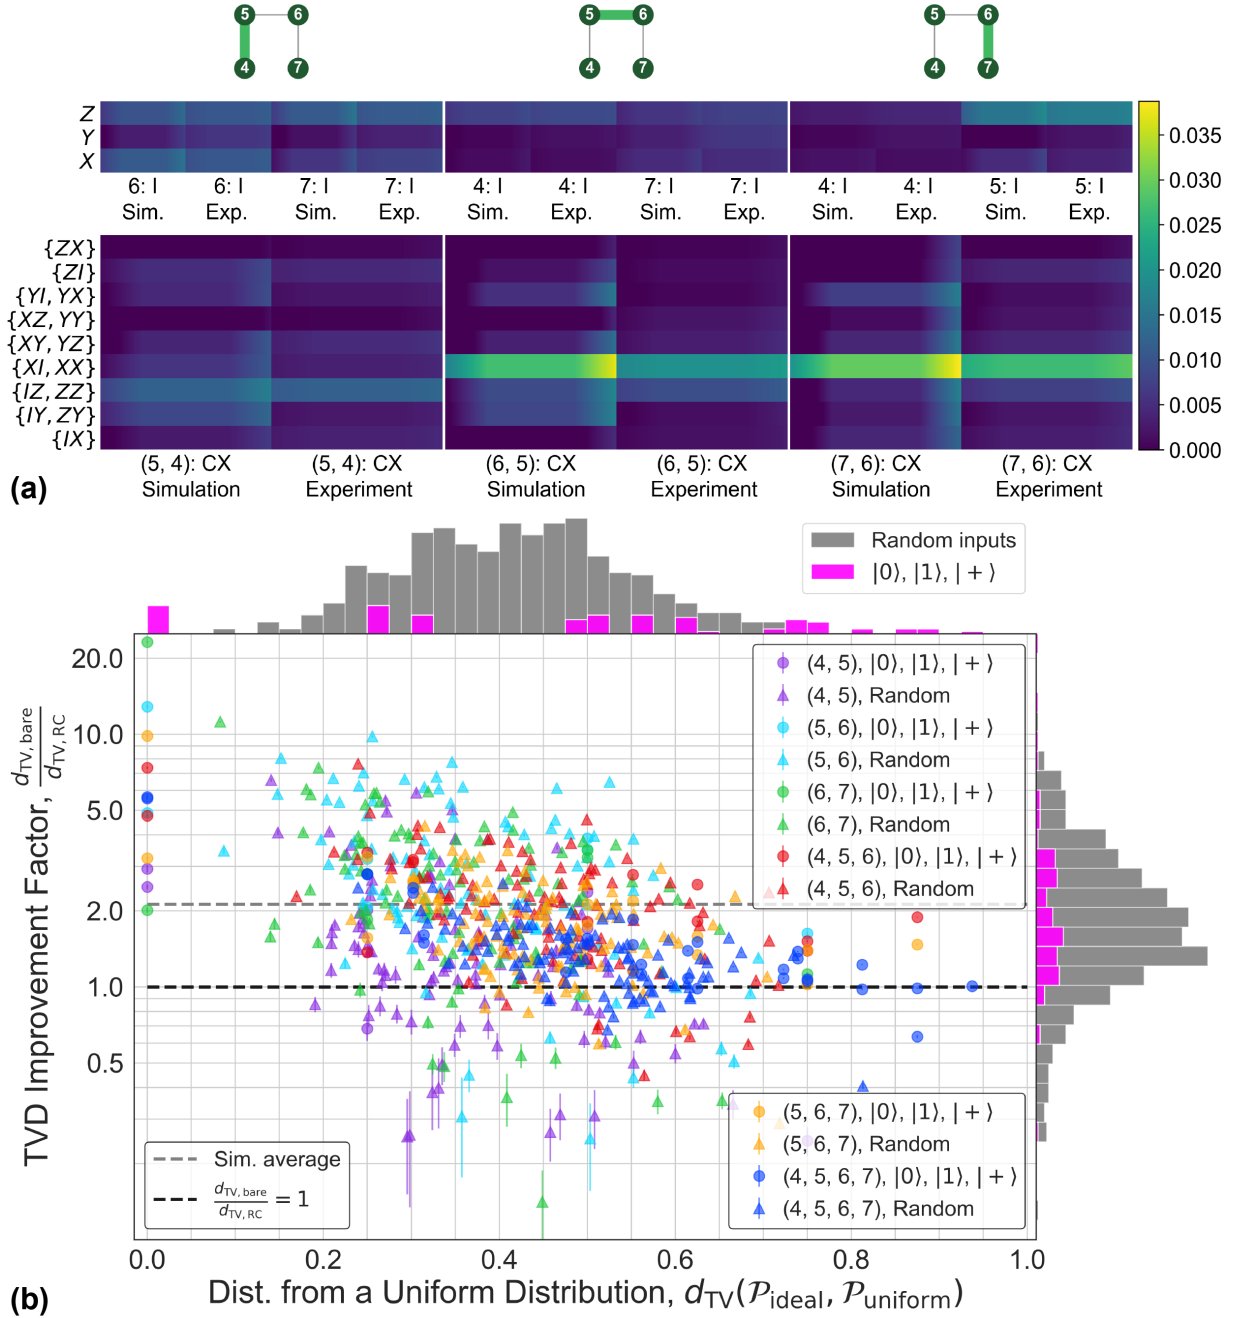 5 6 5 6 5 6
4 7 4 7 4 7
Z
Y
X
6: I 6: I 7: I 7: I 4: I 4: I 7: I 7: I 4: I 4: I 5: I 5: I
Sim. Exp. Sim. Exp. Sim. Exp. Sim. Exp. Sim. Exp. Sim. Exp.
{ZX}
{ZI}
{YI, YX}
{XZ, YY}
{XY, YZ}
{XI, XX}
{IZ, ZZ}
{IY, ZY}
{IX}
0.035
0.030
0.025
0.020
0.015
0.010
0.005
0.000
(5, 4): CX (5, 4): CX (6, 5): CX (6, 5): CX (7, 6): CX (7, 6): CX
Simulation Experiment Simulation Experiment Simulation Experiment
(a)
Random inputs
|0⟩, |1⟩, |+⟩
TVD Improvement Factor, d_TV, bare / d_TV, RC
20.0
10.0
5.0
2.0
1.0
0.5
(4, 5), |0⟩, |1⟩, |+⟩
(4, 5), Random
(5, 6), |0⟩, |1⟩, |+⟩
(5, 6), Random
(6, 7), |0⟩, |1⟩, |+⟩
(6, 7), Random
(4, 5, 6), |0⟩, |1⟩, |+⟩
(4, 5, 6), Random
(5, 6, 7), |0⟩, |1⟩, |+⟩
(5, 6, 7), Random
(4, 5, 6, 7), |0⟩, |1⟩, |+⟩
(4, 5, 6, 7), Random
Sim. average
d_TV, bare / d_TV, RC = 1
0.0 0.2 0.4 0.6 0.8 1.0
Dist. from a Uniform Distribution, d_TV(𝒫_ideal, 𝒫_uniform)
(b)